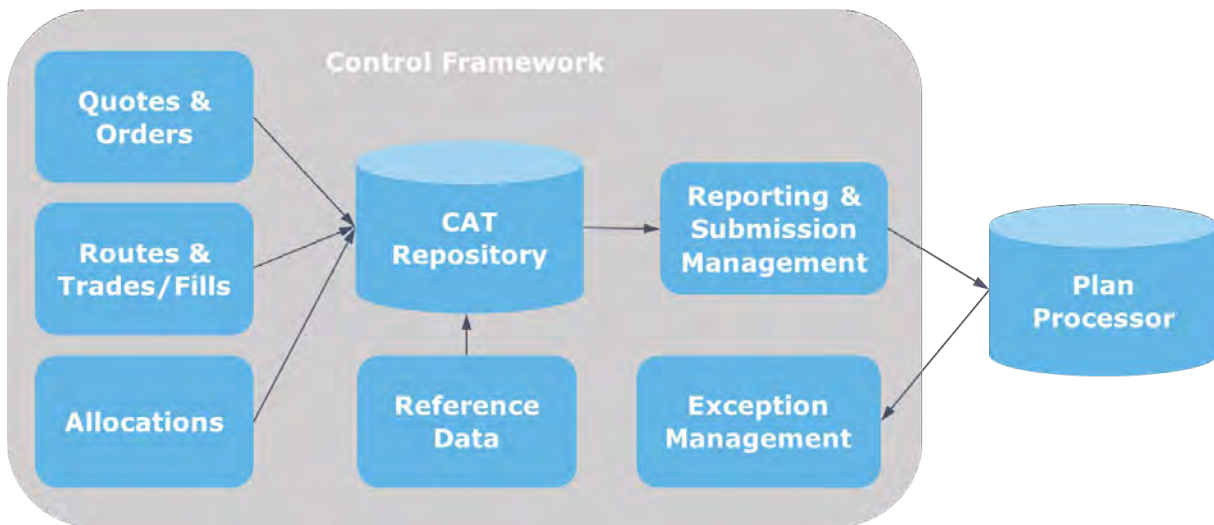 Control Framework
Quotes &
Orders
Routes &
Trades/Fills
Allocations
CAT
Repository
Reference
Data
Reporting &
Submission
Management
Exception
Management
Plan
Processor